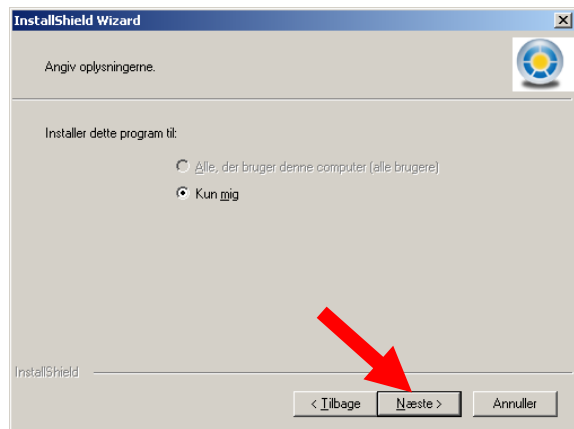 InstallShield Wizard
Angiv oplysningerne.
Installer dette program til:
Alle, der bruger denne computer (alle brugere)
Kun mig
InstallShield
< Tilbage
Næste >
Annuller